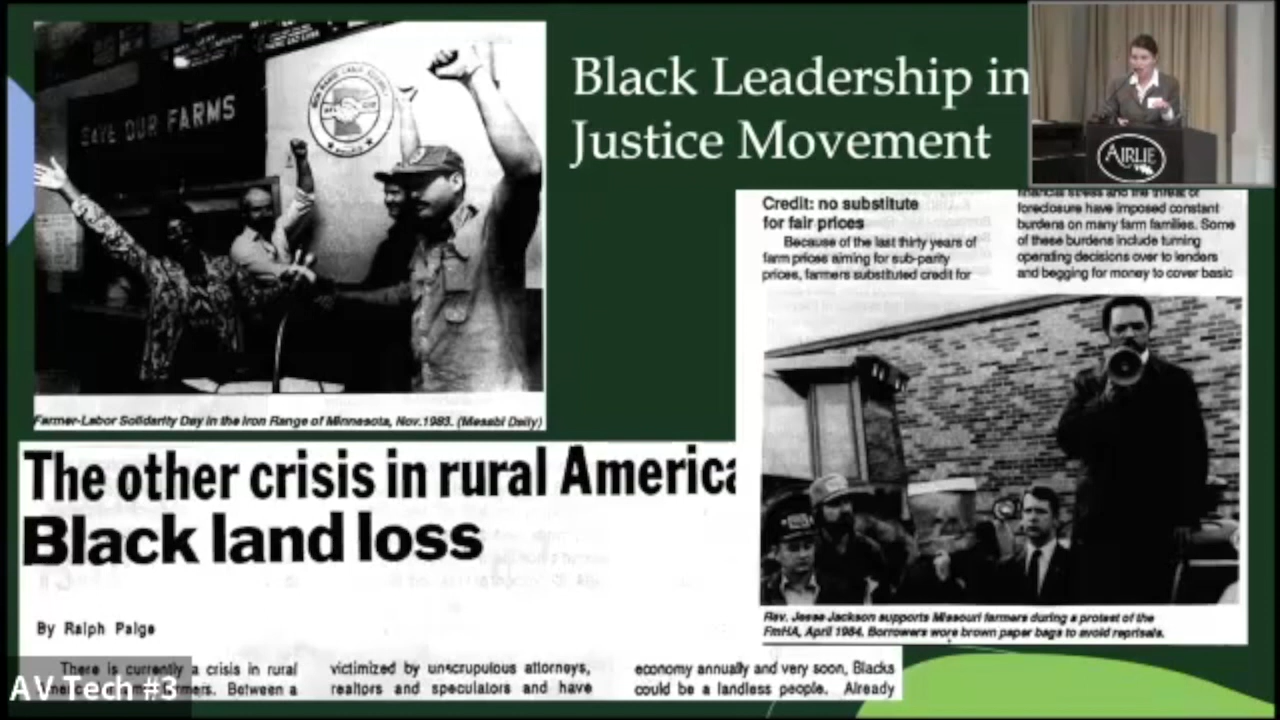 Black Leadership in
Justice Movement
AIRLIE
SAVE OUR FARMS
Farmer-Labor Solidarity Day in the Iron Range of Minnesota, Nov. 1983. (Mesabi Daily)
Credit: no substitute
for fair prices
Because of the last thirty years of
farm prices aiming for sub-parity
prices, farmers substituted credit for
financial stress and the threat of
foreclosure have imposed constant
burdens on many farm families. Some
of these burdens include turning
operating decisions over to lenders
and begging for money to cover basic
Rev. Jesse Jackson supports Missouri farmers during a protest of the
FmHA, April 1984. Borrowers wore brown paper bags to avoid reprisals.
The other crisis in rural America
Black land loss
By Ralph Paige
There is currently a crisis in rural
Between a
victimized by unscrupulous attorneys,
realtors and speculators and have
economy annually and very soon, Blacks
could be a landless people. Already
AV Tech #3